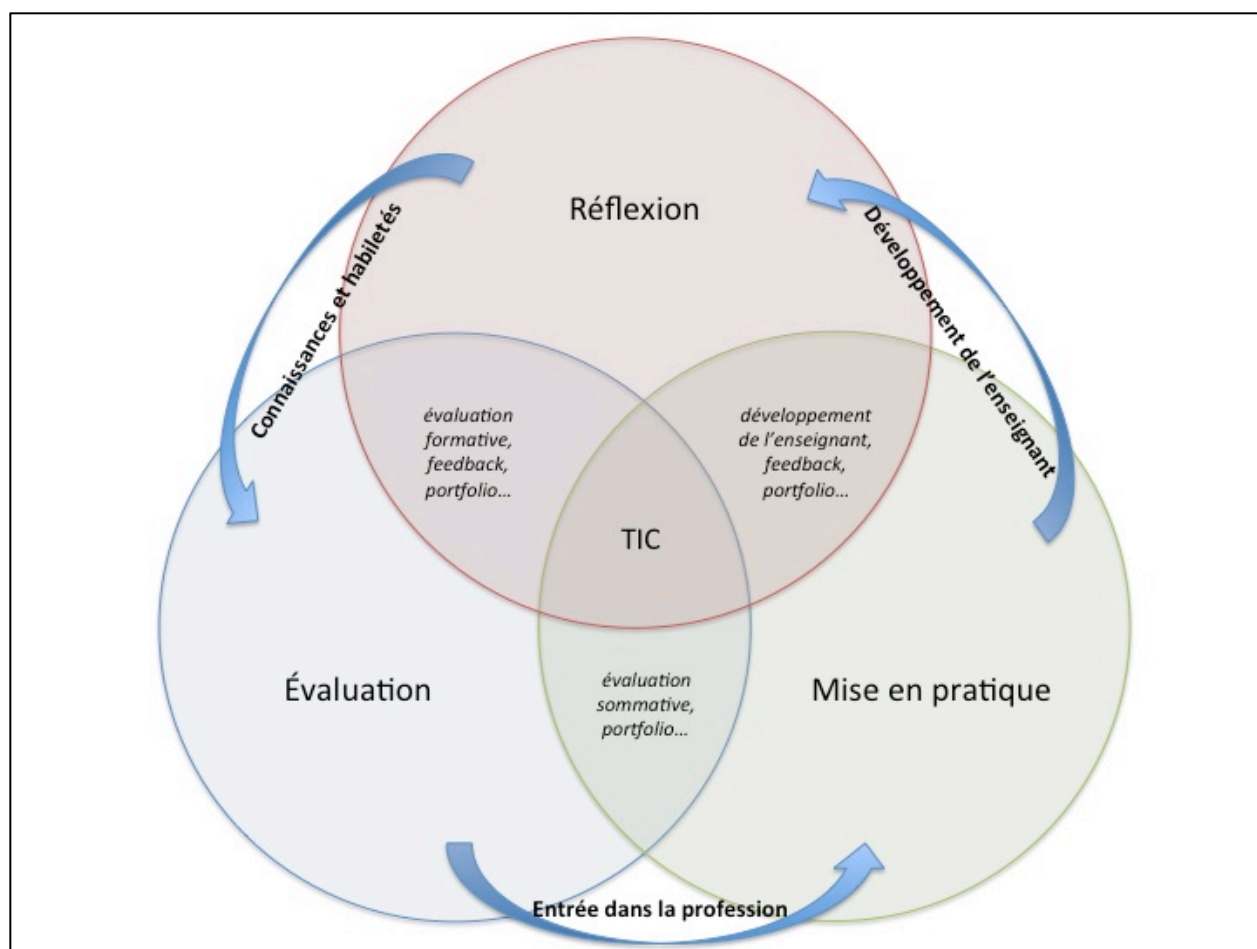 Réflexion
Connaissances et habiletés
Développement de l'enseignant
évaluation
formative,
feedback,
portfolio...
développement
de l'enseignant,
feedback,
portfolio...
TIC
Évaluation
évaluation
sommative,
portfolio...
Mise en pratique
Entrée dans la profession